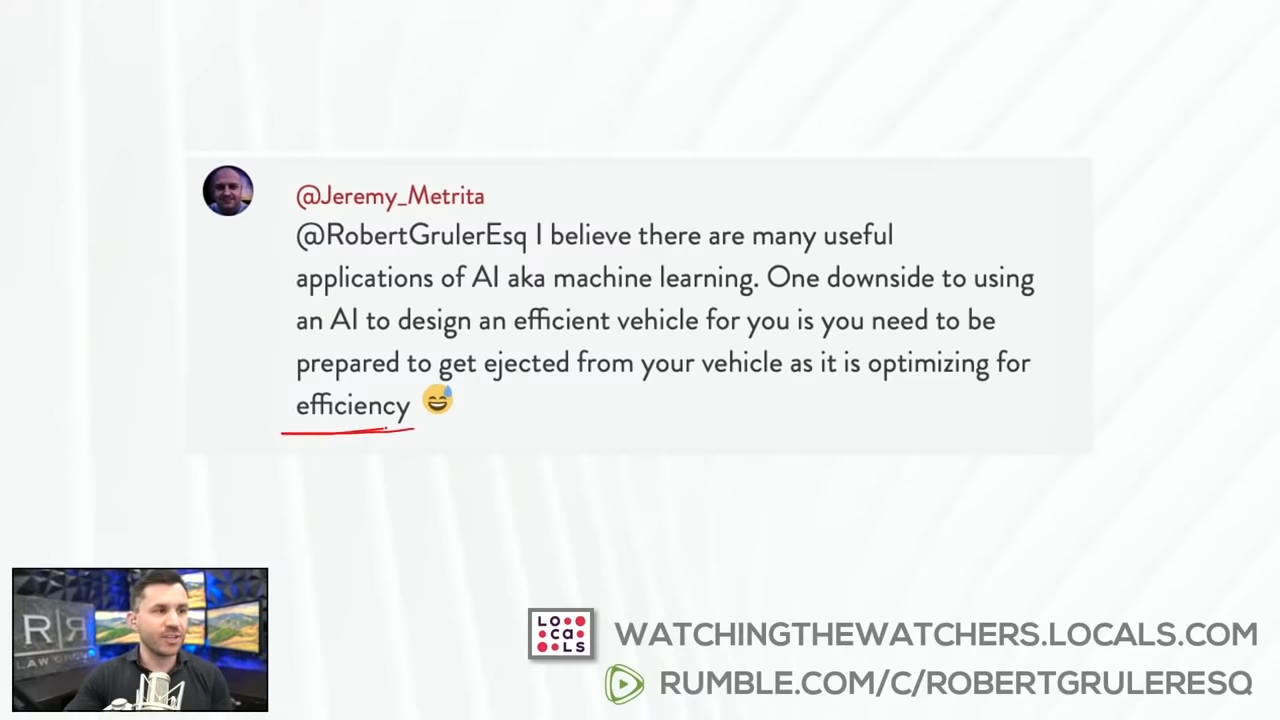 @Jeremy_Metrita
@RobertGrulerEsq I believe there are many useful
applications of AI aka machine learning. One downside to using
an AI to design an efficient vehicle for you is you need to be
prepared to get ejected from your vehicle as it is optimizing for
efficiency 😅
R|R
LAW GROUP
LO
ca
LS
WATCHINGTHEWATCHERS.LOCALS.COM
RUMBLE.COM/C/ROBERTGRULERESQ